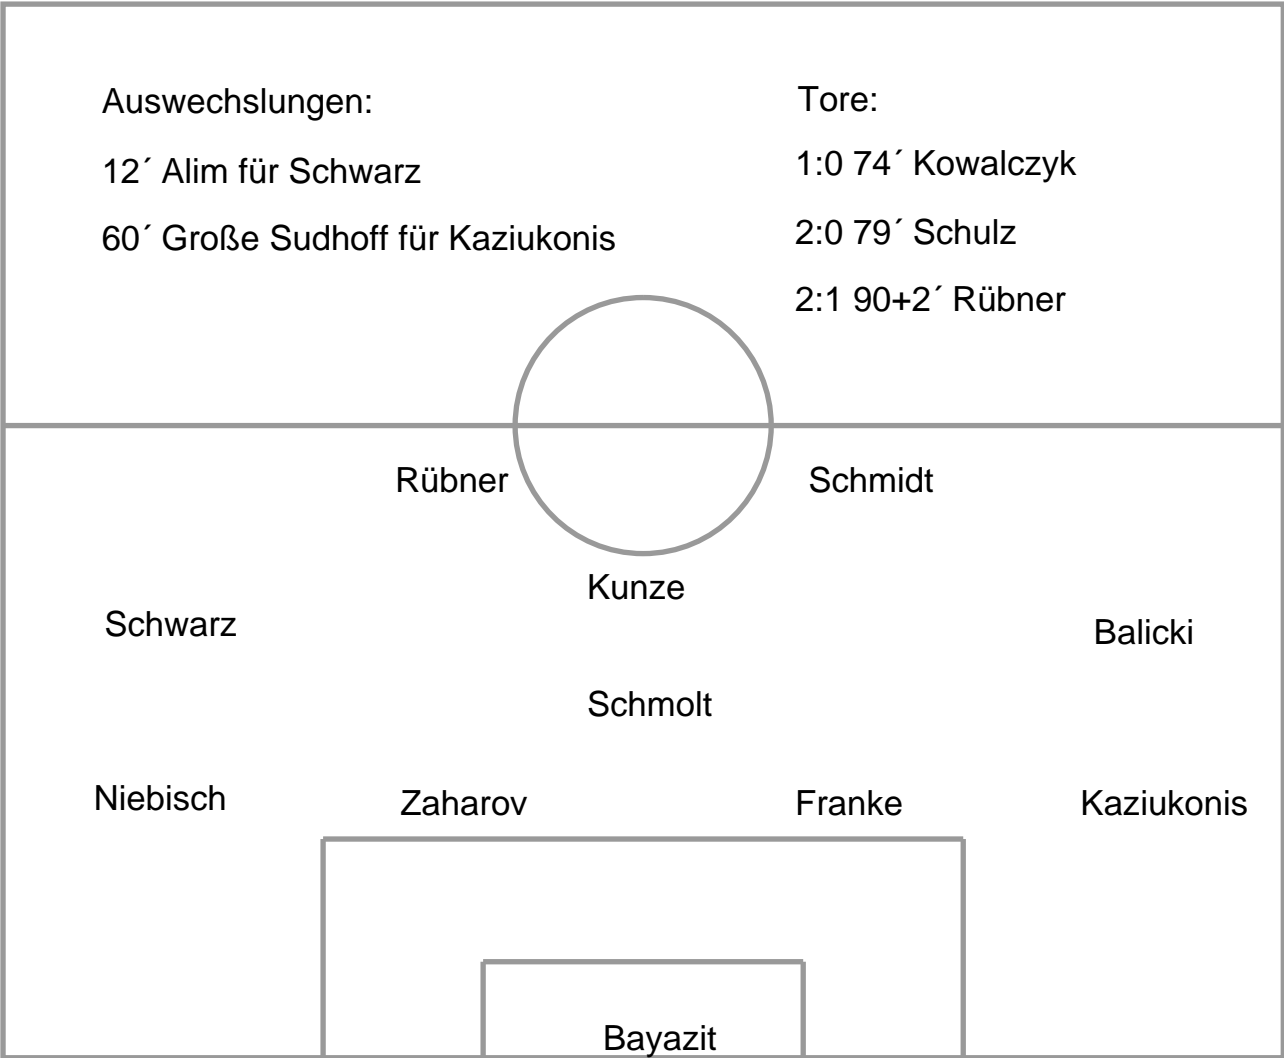 Auswechslungen:
12´ Alim für Schwarz
60´ Große Sudhoff für Kaziukonis
Tore:
1:0 74´ Kowalczyk
2:0 79´ Schulz
2:1 90+2´ Rübner
Rübner
Schmidt
Kunze
Schwarz
Balicki
Schmolt
Niebisch
Zaharov
Franke
Kaziukonis
Bayazit